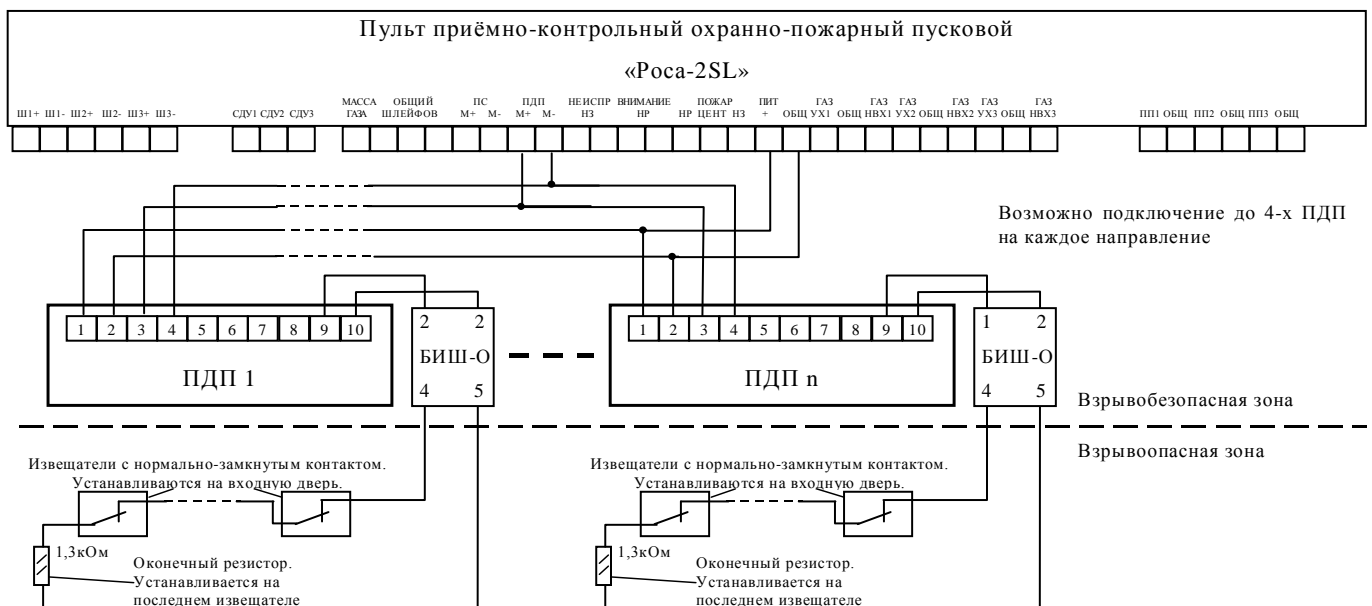 Пульт приёмно-контрольный охранно-пожарный пусковой
«Роса-2SL»
МАССА ОБЩИЙ ПС ПДП НЕИСПР ВНИМАНИЕ ПОЖАР ПИТ ГАЗ ГАЗ ГАЗ ГАЗ ГАЗ ГАЗ
Ш1+ Ш1- Ш2+ Ш2- Ш3+ Ш3- СДУ1 СДУ2 СДУ3 ГАЗА ШЛЕЙФОВ М+ М- М+ М- НЗ НР НР ЦЕНТ НЗ + ОБЩ УХ1 ОБЩ НВХ1 УХ2 ОБЩ НВХ2 УХ3 ОБЩ НВХ3 ПП1 ОБЩ ПП2 ОБЩ ПП3 ОБЩ
Возможно подключение до 4-х ПДП
на каждое направление
1 2 3 4 5 6 7 8 9 10
ПДП 1
2 2
БИШ-О
4 5
1 2 3 4 5 6 7 8 9 10
ПДП n
1 2
БИШ-О
4 5
Взрывобезопасная зона
Взрывоопасная зона
Извещатели с нормально-замкнутым контактом.
Устанавливаются на входную дверь.
1,3кОм
Оконечный резистор.
Устанавливается на
последнем извещателе
Извещатели с нормально-замкнутым контактом.
Устанавливаются на входную дверь.
1,3кОм
Оконечный резистор.
Устанавливается на
последнем извещателе